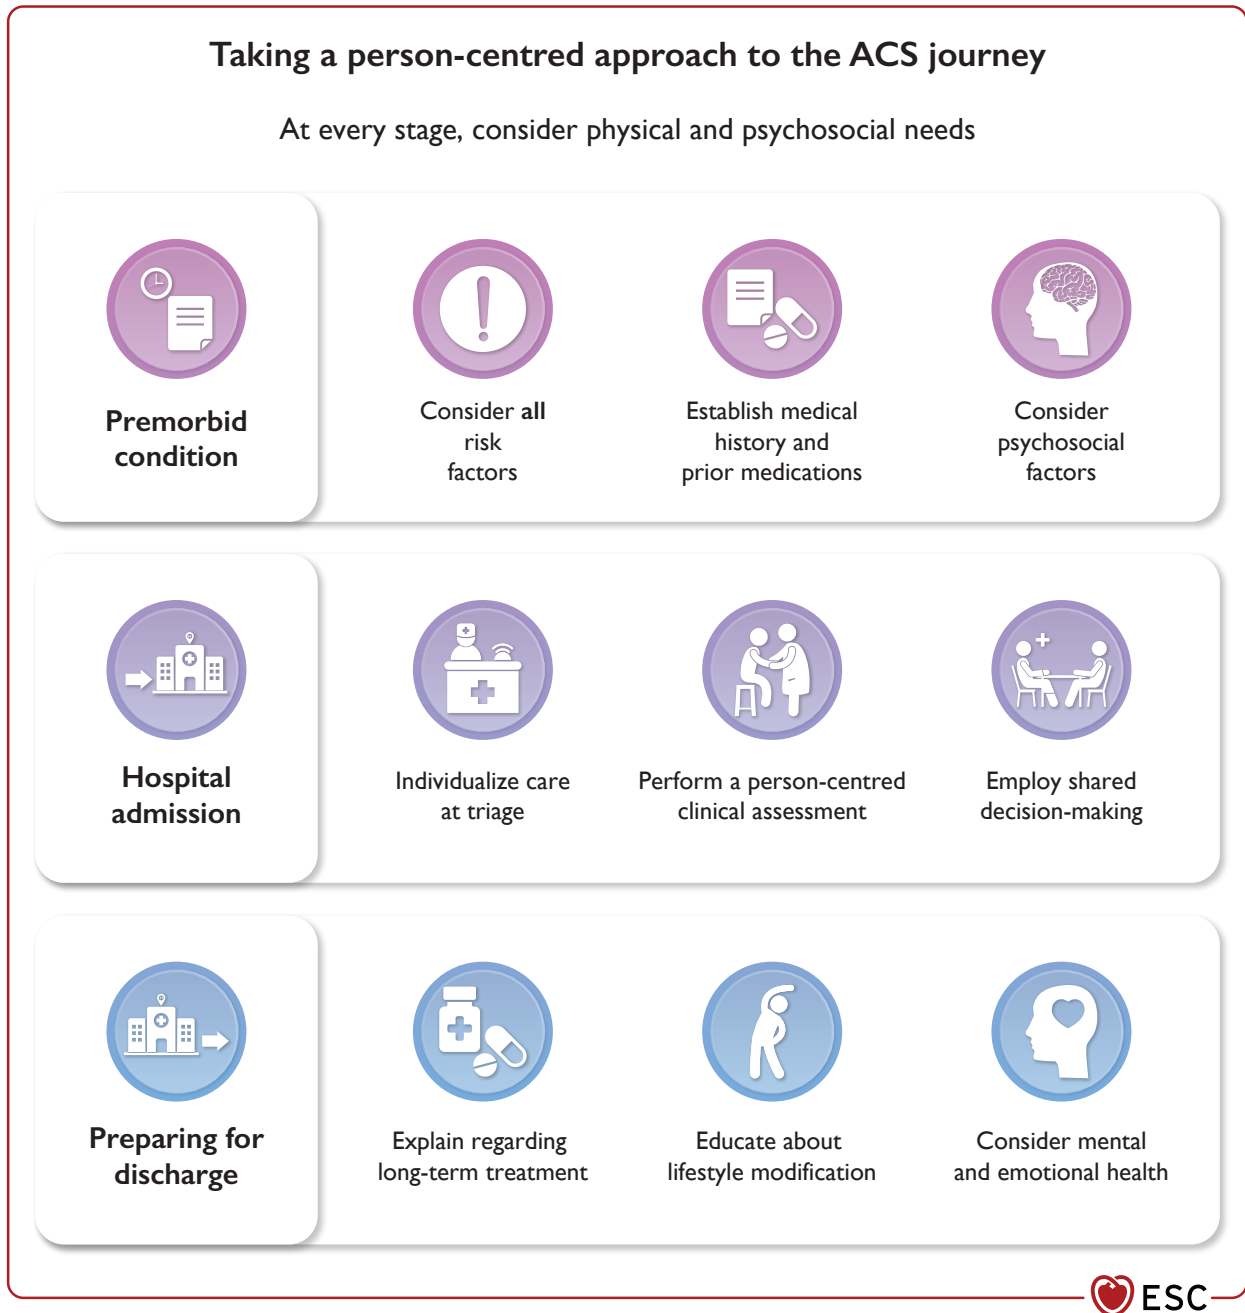 Taking a person-centred approach to the ACS journey
At every stage, consider physical and psychosocial needs
Premorbid
condition
Consider all
risk
factors
Establish medical
history and
prior medications
Consider
psychosocial
factors
Hospital
admission
Individualize care
at triage
Perform a person-centred
clinical assessment
Employ shared
decision-making
Preparing for
discharge
Explain regarding
long-term treatment
Educate about
lifestyle modification
Consider mental
and emotional health
ESC